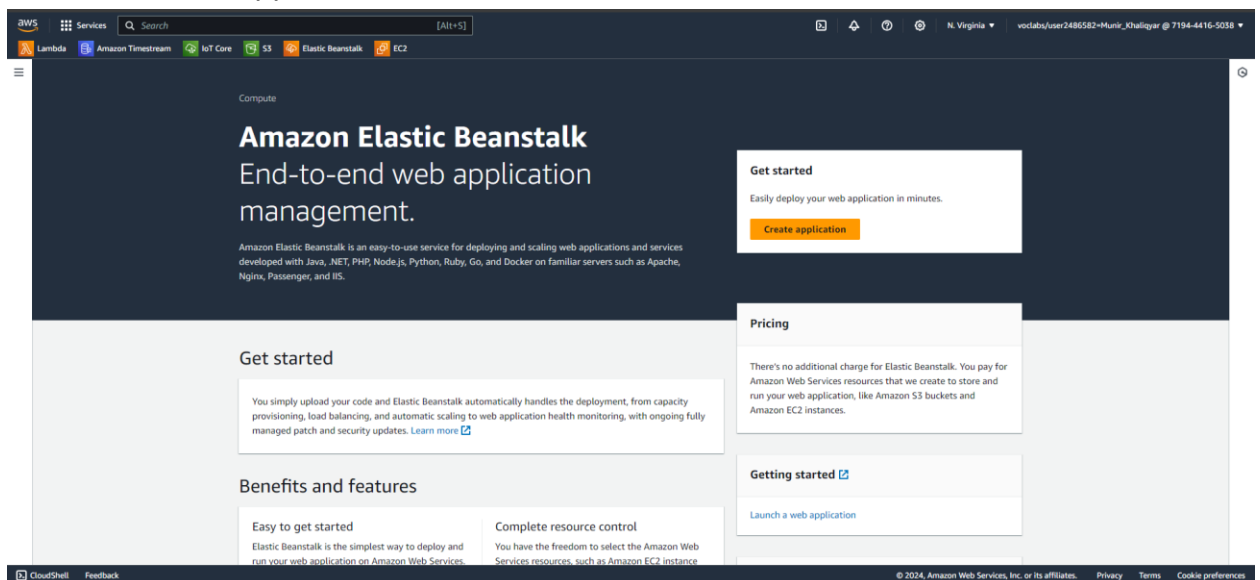 aws
Services
Search
[Alt+S]
N. Virginia
voclabs/user2486582=Munir_Khaliqyar @ 7194-4416-5038
Lambda
Amazon Timestream
IoT Core
S3
Elastic Beanstalk
EC2
Compute
Amazon Elastic Beanstalk
End-to-end web application
management.
Amazon Elastic Beanstalk is an easy-to-use service for deploying and scaling web applications and services
developed with Java, .NET, PHP, Node.js, Python, Ruby, Go, and Docker on familiar servers such as Apache,
Nginx, Passenger, and IIS.
Get started
Easily deploy your web application in minutes.
Create application
Pricing
There's no additional charge for Elastic Beanstalk. You pay for
Amazon Web Services resources that we create to store and
run your web application, like Amazon S3 buckets and
Amazon EC2 instances.
Get started
You simply upload your code and Elastic Beanstalk automatically handles the deployment, from capacity
provisioning, load balancing, and automatic scaling to web application health monitoring, with ongoing fully
managed patch and security updates. Learn more
Getting started
Launch a web application
Benefits and features
Easy to get started
Elastic Beanstalk is the simplest way to deploy and
run your web application on Amazon Web Services.
Complete resource control
You have the freedom to select the Amazon Web
Services resources, such as Amazon EC2 instance
CloudShell
Feedback
© 2024, Amazon Web Services, Inc. or its affiliates.
Privacy
Terms
Cookie preferences